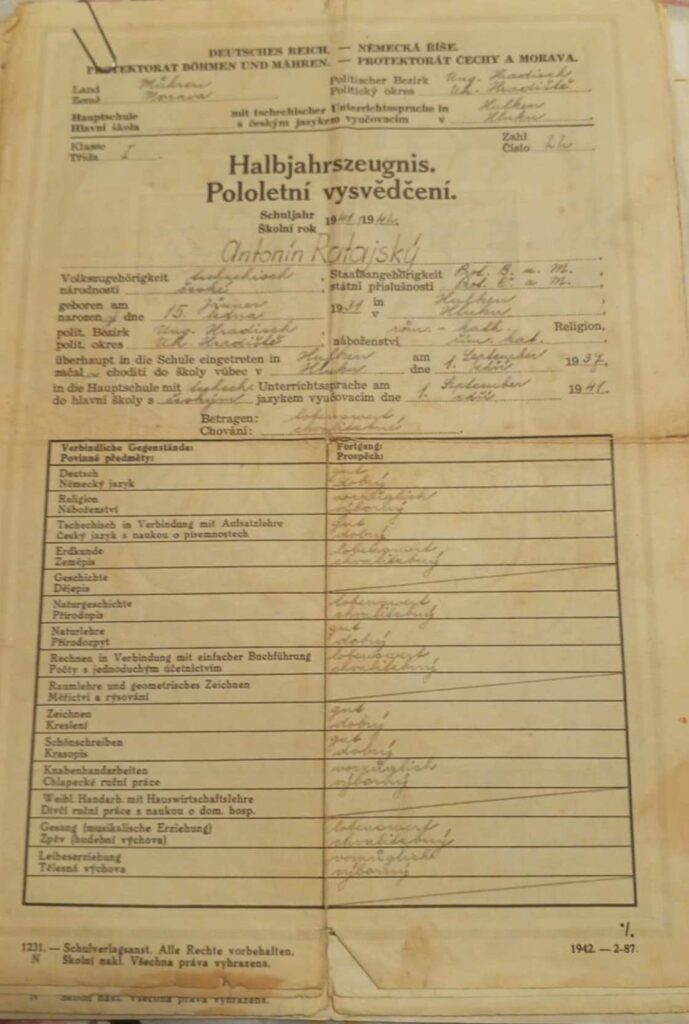 DEUTSCHES REICH. — NĚMECKÁ ŘÍŠE.
PROTEKTORAT BÖHMEN UND MÄHREN. — PROTEKTORÁT ČECHY A MORAVA.
Land Mähren Politischer Bezirk Ung. Hradisch
Země Morava Politický okres Uh. Hradiště
Hauptschule mit tschechischer Unterrichtssprache in Hulken
Hlavní škola s českým jazykem vyučovacím v Hluku
Klasse Zahl
Třída I. Číslo 22
Halbjahrszeugnis.
Pololetní vysvědčení.
Schuljahr
Školní rok 1941/1942.
Antonín Ratajský
Volkszugehörigkeit tschechisch, Staatsangehörigkeit Prot. B. u. M.
národnosti české, státní příslušnosti Prot. Č. a M.
geboren am 15. Jänner 1931 in Hulken
narozen dne ledna v Hluku
polit. Bezirk Ung. Hradisch röm. - kath. Religion,
polit. okres Uh. Hradiště náboženství řím. kat.
überhaupt in die Schule eingetreten in Hulken am 1. September 1937
začal choditi do školy vůbec v Hluku dne 1. září
in die Hauptschule mit tschech. Unterrichtssprache am 1. September 1941.
do hlavní školy s českým jazykem vyučovacím dne 1. září
Betragen: lobenswert
Chování: chvalitebné
Verbindliche Gegenstände: Fortgang:
Povinné předměty: Prospěch:
Deutsch gut
Německý jazyk dobrý
Religion vorzüglich
Náboženství výborný
Tschechisch in Verbindung mit Aufsatzlehre gut
Český jazyk s naukou o písemnostech dobrý
Erdkunde lobenswert
Zeměpis chvalitebný
Geschichte
Dějepis
Naturgeschichte lobenswert
Přírodopis chvalitebný
Naturlehre gut
Přírodozpyt dobrý
Rechnen in Verbindung mit einfacher Buchführung lobenswert
Počty s jednoduchým účetnictvím chvalitebný
Raumlehre und geometrisches Zeichnen
Měřictví a rýsování
Zeichnen gut
Kreslení dobrý
Schönschreiben gut
Krasopis dobrý
Knabenhandarbeiten vorzüglich
Chlapecké ruční práce výborný
Weibl. Handarb. mit Hauswirtschaftslehre
Dívčí ruční práce s naukou o dom. hosp.
Gesang (musikalische Erziehung) lobenswert
Zpěv (hudební výchova) chvalitebný
Leibeserziehung vorzüglich
Tělesná výchova výborný
./.
1231. — Schulverlagsanst. Alle Rechte vorbehalten. 1942. — 2-87.
N Školní nakl. Všechna práva vyhrazena.
N Školní nakl. Všechna práva vyhrazena.